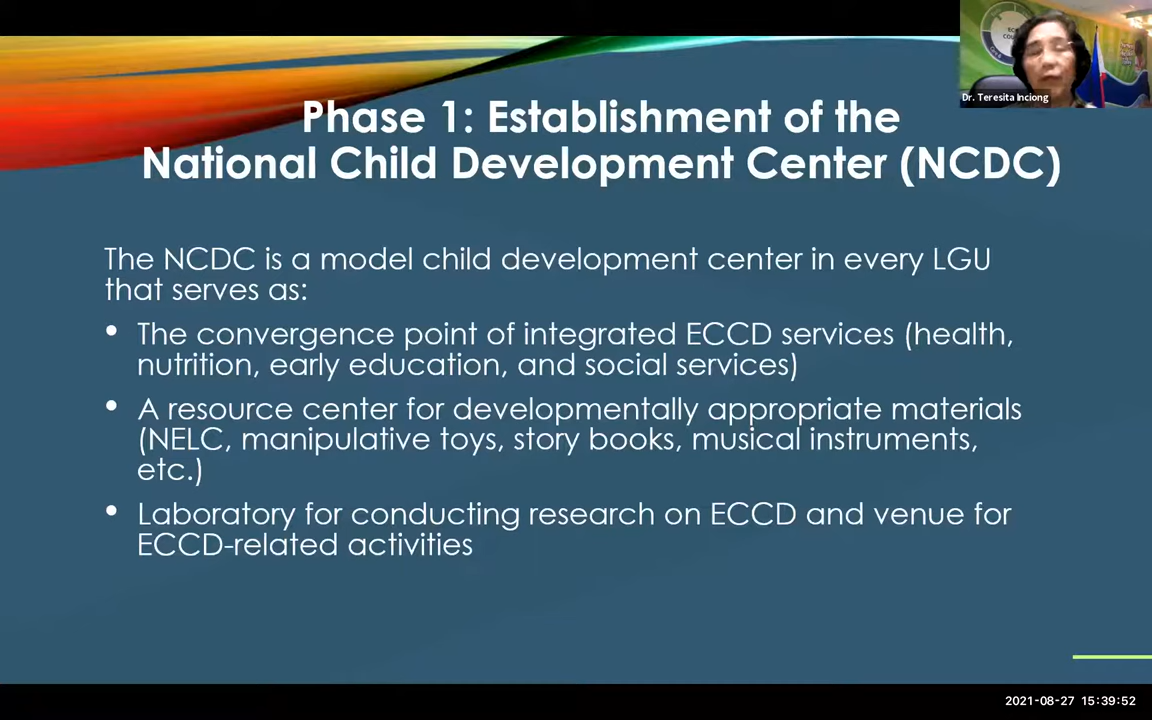 Dr. Teresita Inciong
Phase 1: Establishment of the
National Child Development Center (NCDC)
The NCDC is a model child development center in every LGU
that serves as:
• The convergence point of integrated ECCD services (health,
nutrition, early education, and social services)
• A resource center for developmentally appropriate materials
(NELC, manipulative toys, story books, musical instruments,
etc.)
• Laboratory for conducting research on ECCD and venue for
ECCD-related activities
2021-08-27 15:39:52